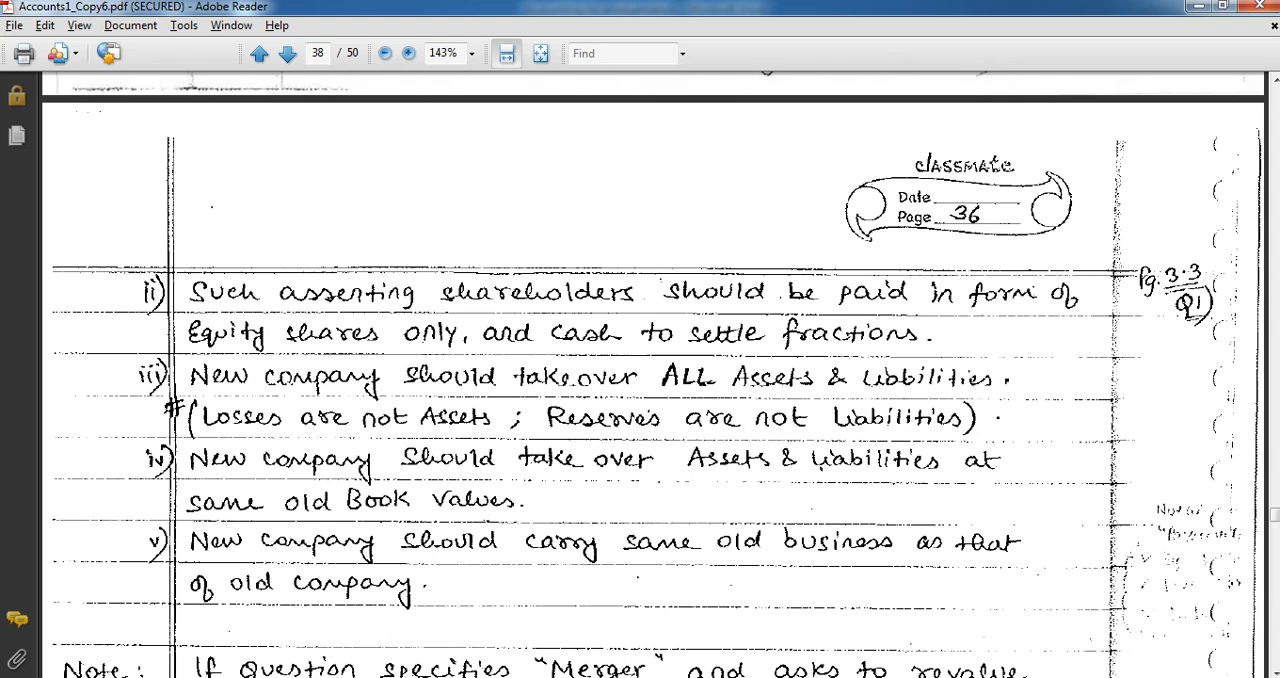 Accounts1_Copy6.pdf (SECURED) - Adobe Reader
File Edit View Document Tools Window Help
38 / 50 143% Find
classmate
Date
Page 36
Pg. 3.3
Q1
ii) Such assenting shareholders should be paid in form of
Equity shares only, and cash to settle fractions.
iii) New company should takeover ALL Assets & Liabilities.
# (Losses are not Assets ; Reserves are not Liabilities).
iv) New company should take over Assets & Liabilities at
same old Book values.
v) New company should carry same old business as that
of old company.
Note: If Question specifies "Merger" and asks to revalue